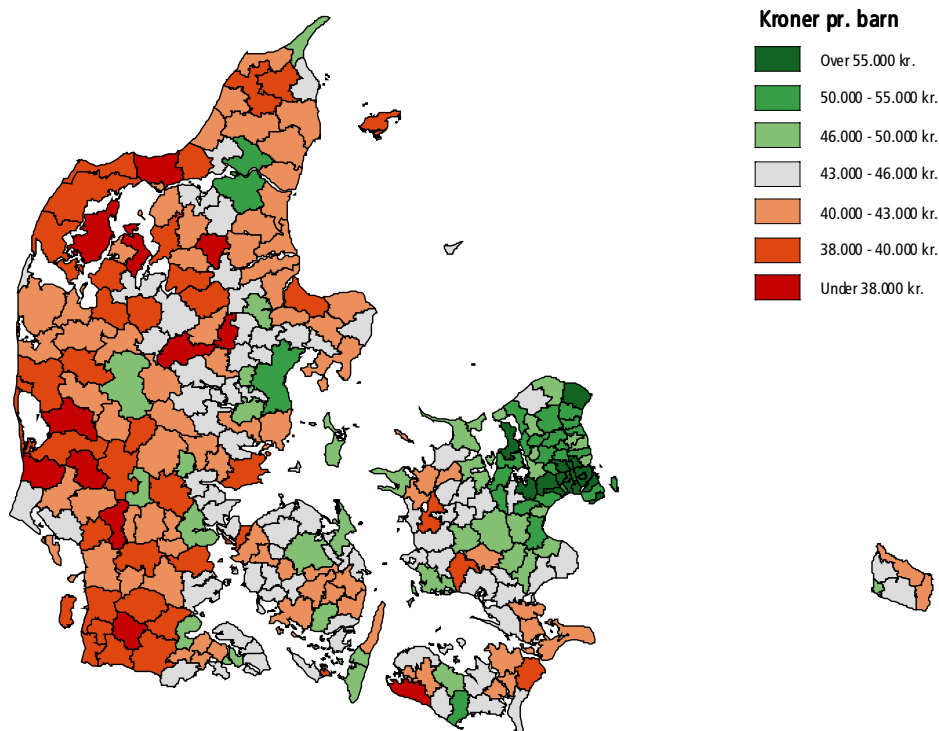 Kroner pr. barn
Over 55.000 kr.
50.000 - 55.000 kr.
46.000 - 50.000 kr.
43.000 - 46.000 kr.
40.000 - 43.000 kr.
38.000 - 40.000 kr.
Under 38.000 kr.